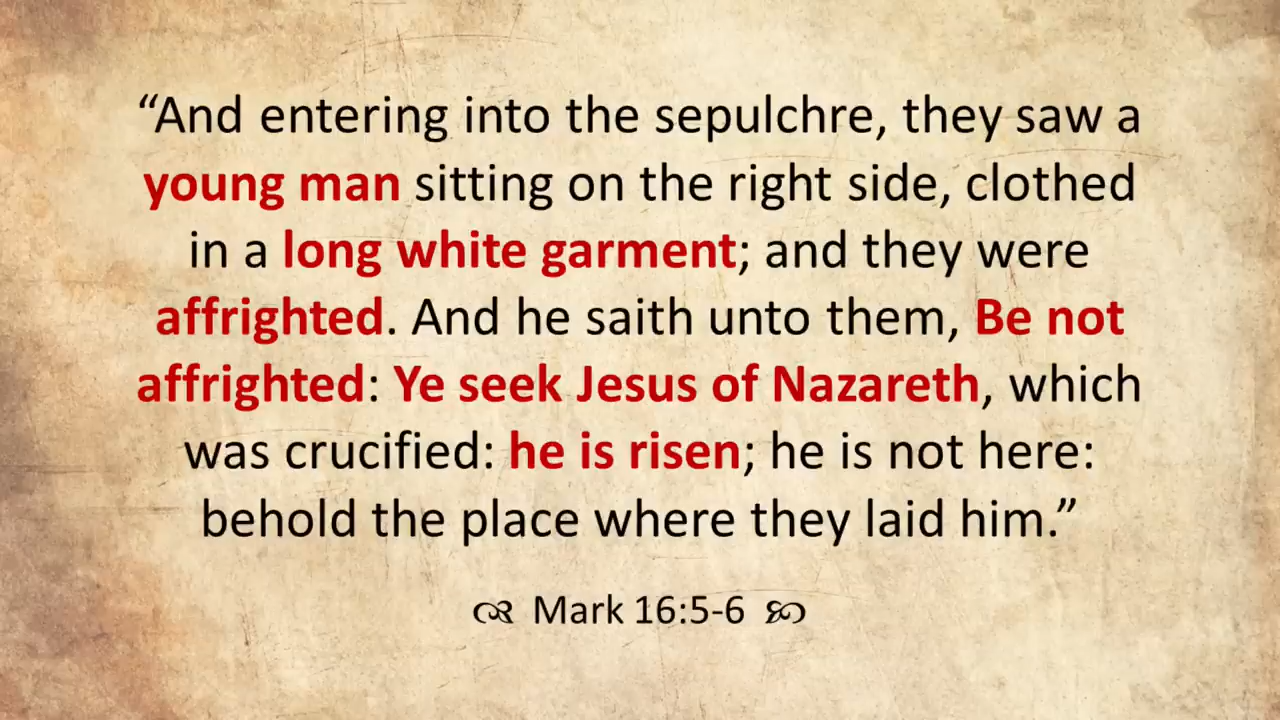 “And entering into the sepulchre, they saw a
young man sitting on the right side, clothed
in a long white garment; and they were
affrighted. And he saith unto them, Be not
affrighted: Ye seek Jesus of Nazareth, which
was crucified: he is risen; he is not here:
behold the place where they laid him.”
Mark 16:5-6